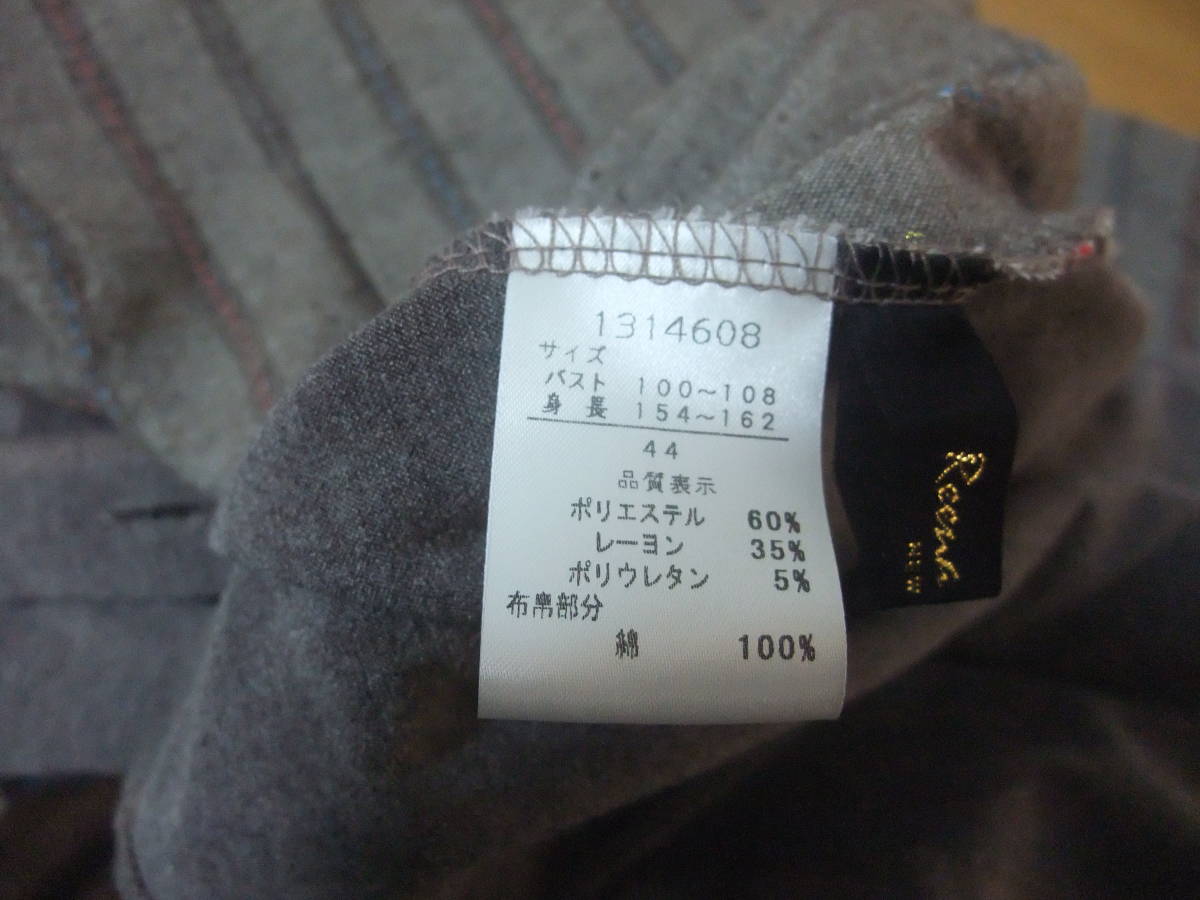 1314608
サイズ
バスト 100~108
身長 154~162
44
品質表示
ポリエステル 60%
レーヨン 35%
ポリウレタン 5%
布帛部分
綿 100%
NEW